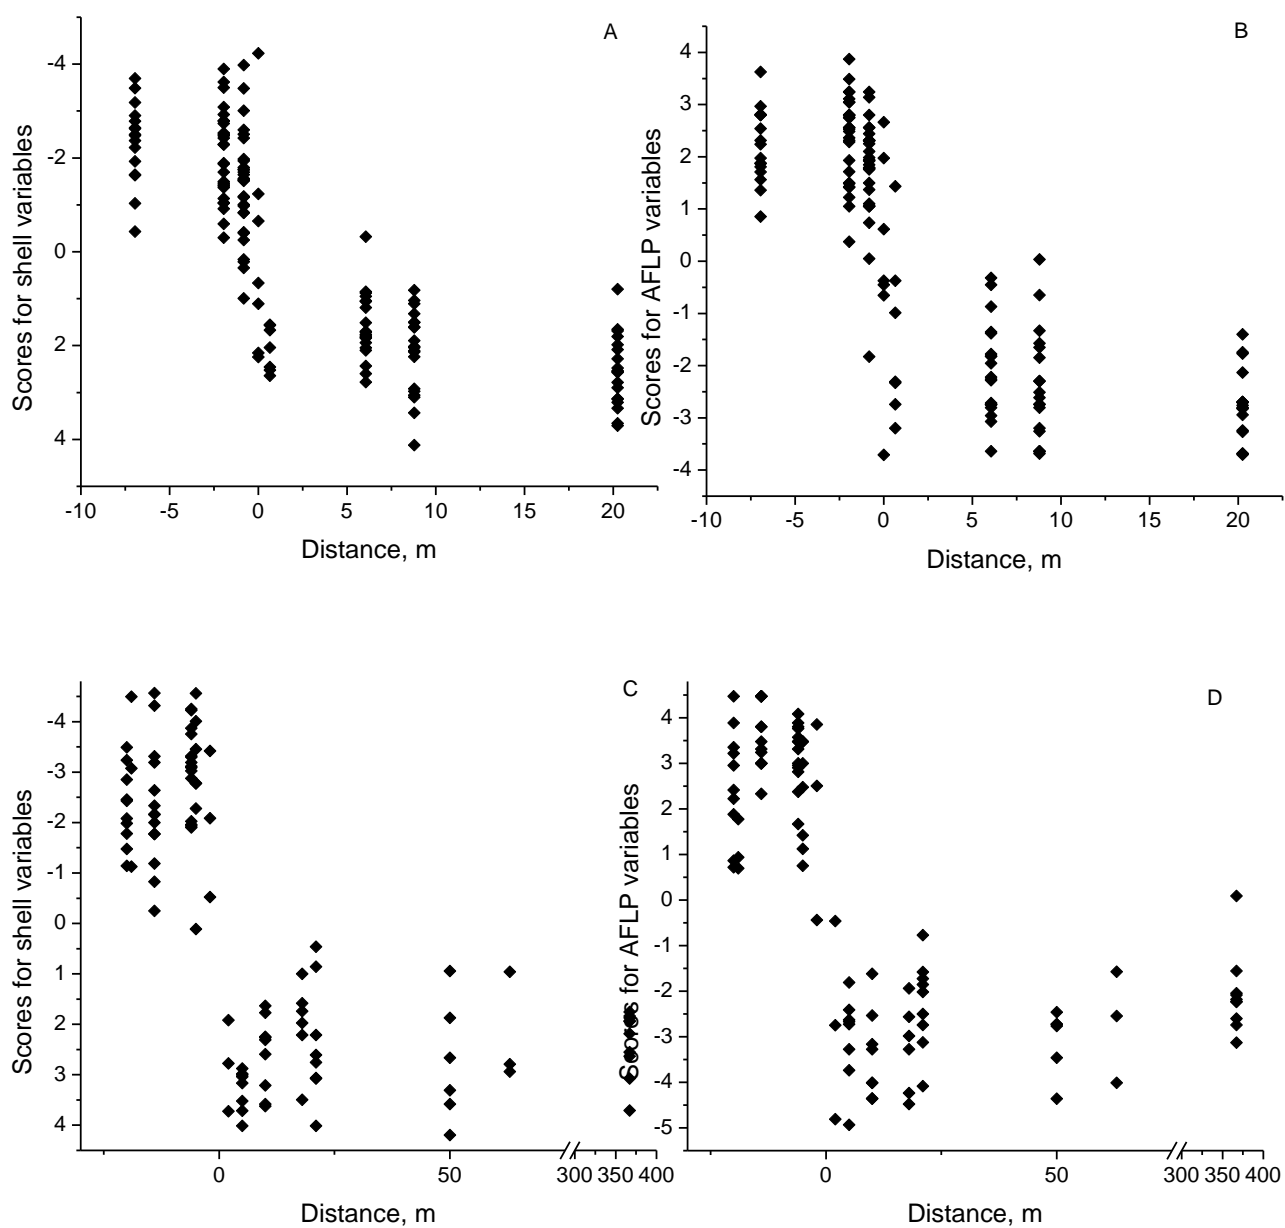 A
-4
-2
0
2
4
Scores for shell variables
-10 -5 0 5 10 15 20
Distance, m
B
4
3
2
1
0
-1
-2
-3
-4
Scores for AFLP variables
-10 -5 0 5 10 15 20
Distance, m
C
-4
-3
-2
-1
0
1
2
3
4
Scores for shell variables
0 50 300 350 400
Distance, m
D
4
3
2
1
0
-1
-2
-3
-4
-5
Scores for AFLP variables
0 50 300 350 400
Distance, m